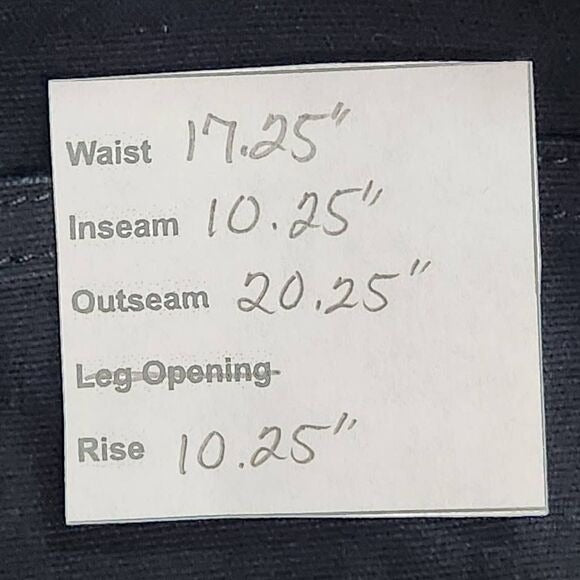 Waist 17.25"
Inseam 10.25"
Outseam 20.25"
Leg Opening
Rise 10.25"